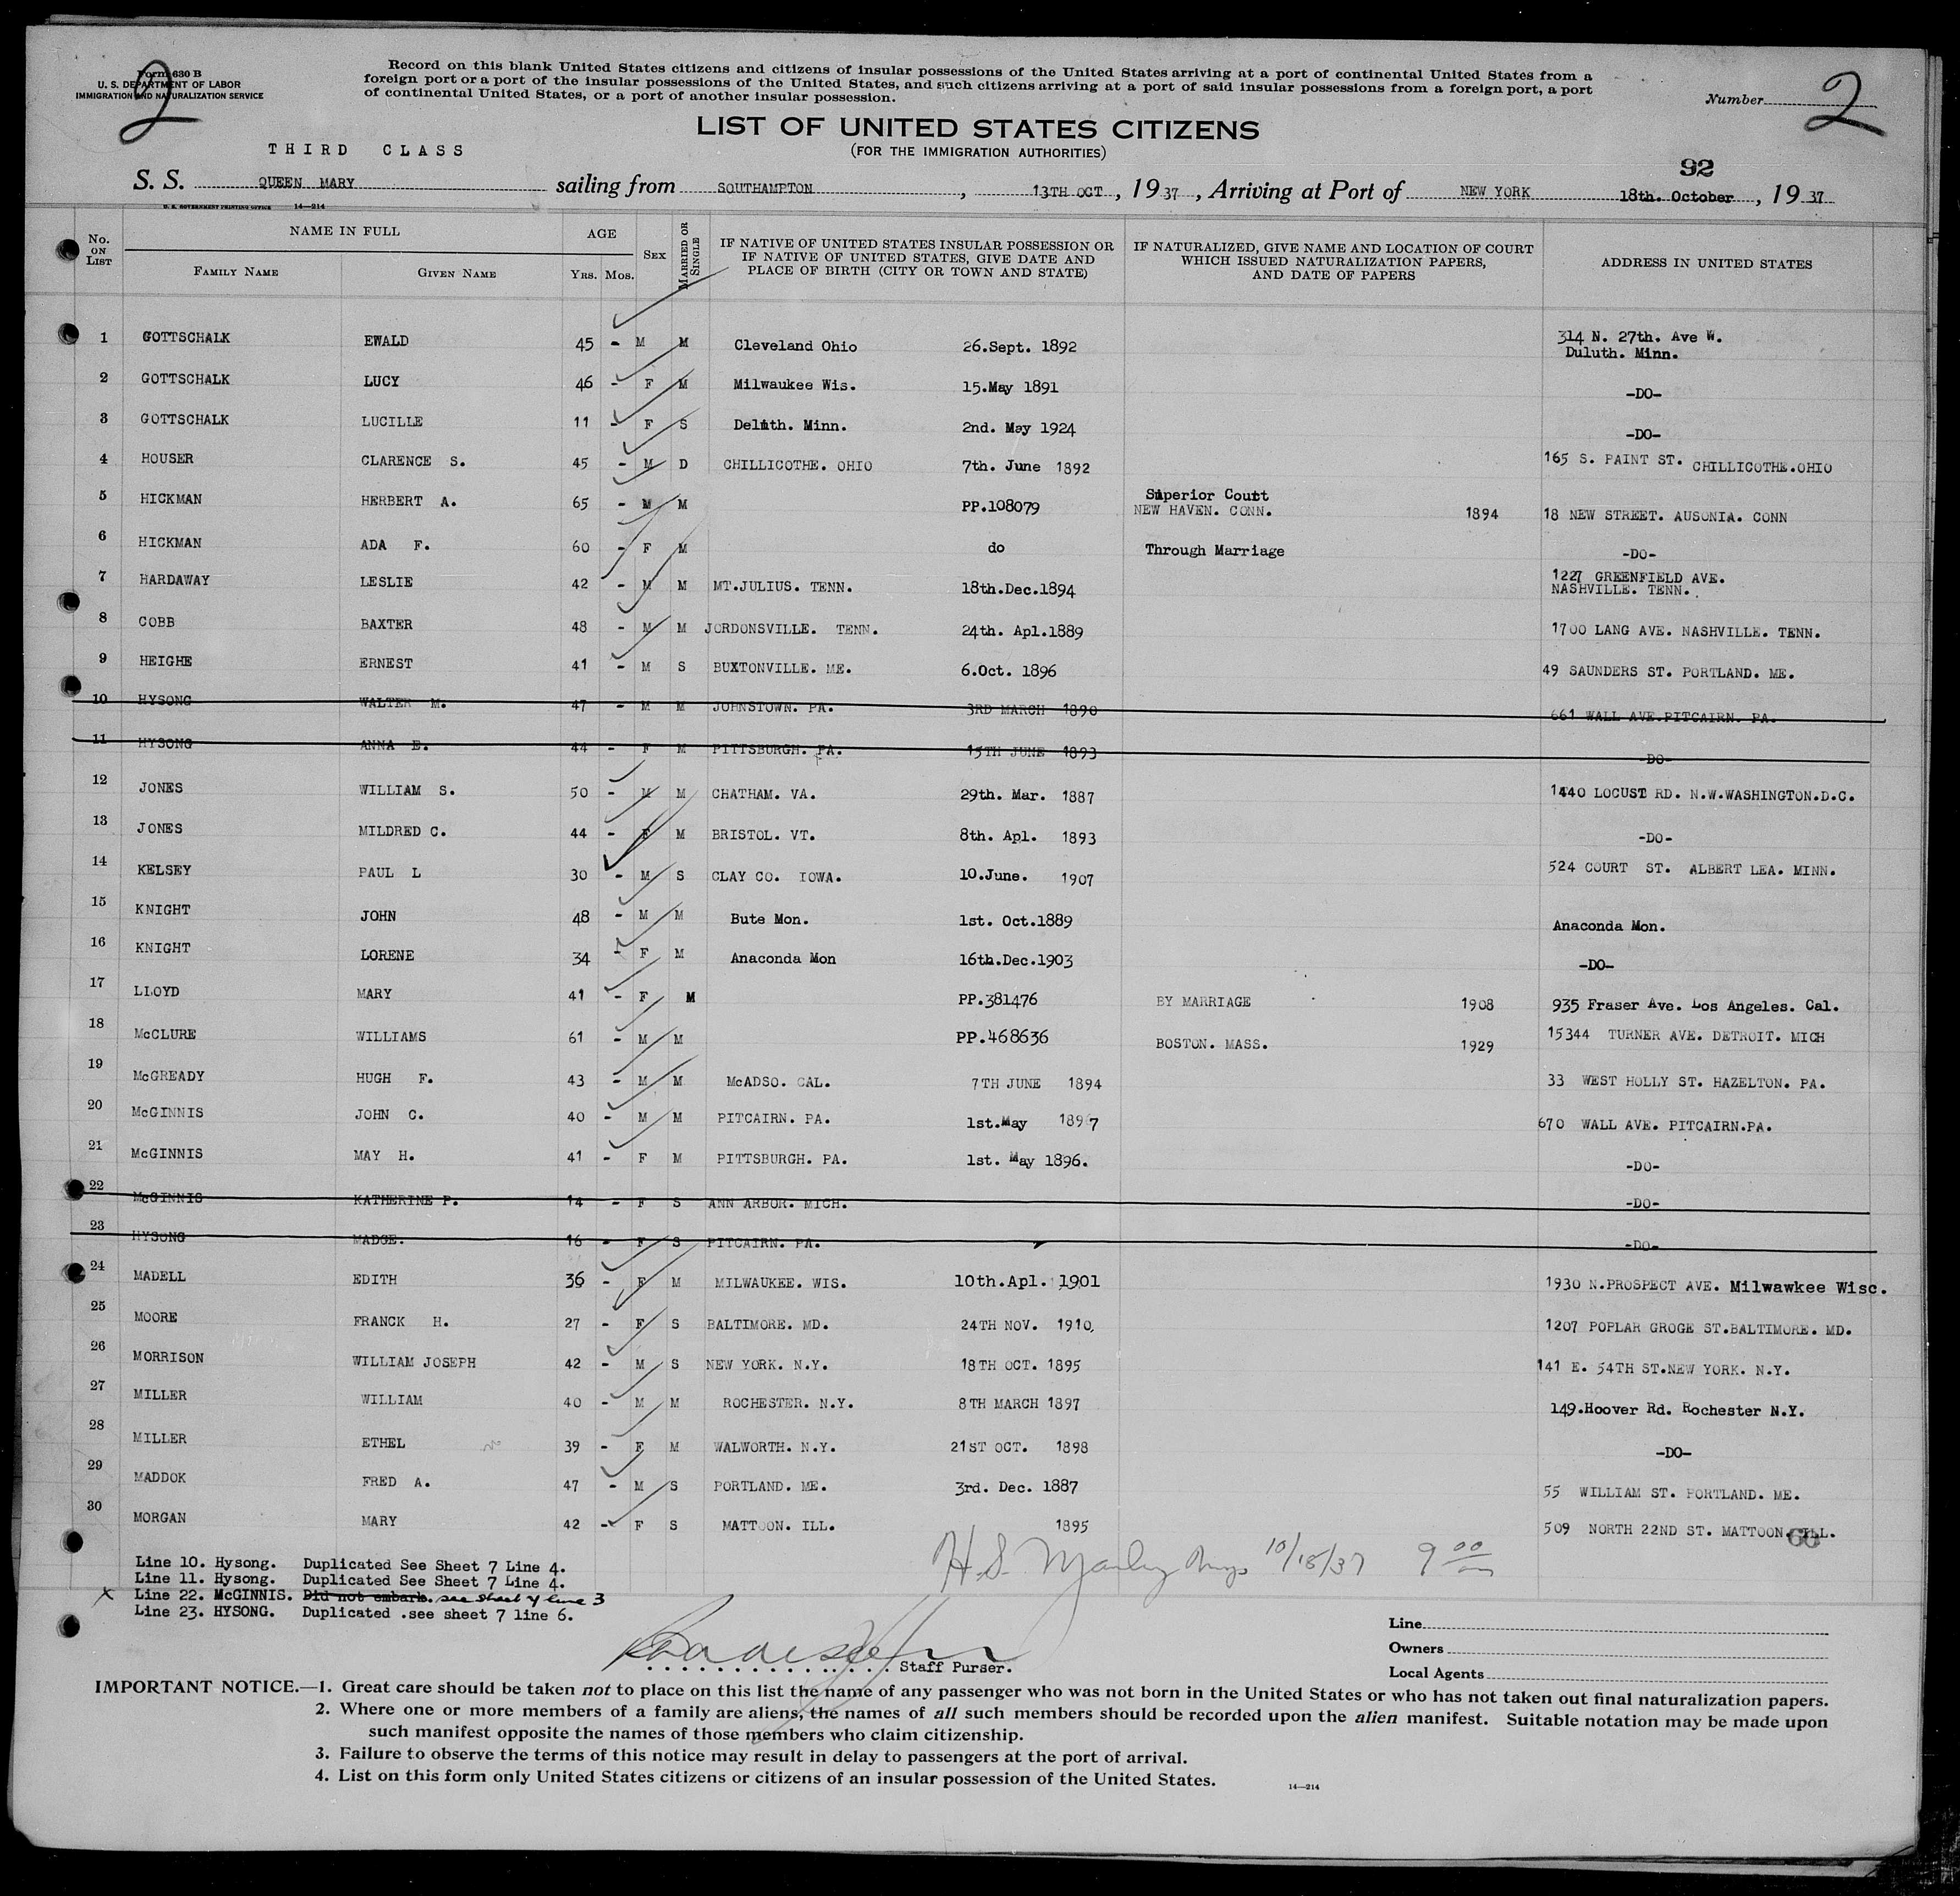 Form 630 B
U. S. DEPARTMENT OF LABOR
IMMIGRATION AND NATURALIZATION SERVICE
2
Record on this blank United States citizens and citizens of insular possessions of the United States arriving at a port of continental United States from a
foreign port or a port of the insular possessions of the United States, and such citizens arriving at a port of said insular possessions from a foreign port, a port
of continental United States, or a port of another insular possession.
Number 2
LIST OF UNITED STATES CITIZENS
(FOR THE IMMIGRATION AUTHORITIES)
THIRD CLASS
92
S. S. QUEEN MARY sailing from SOUTHAMPTON, 13TH OCT, 1937, Arriving at Port of NEW YORK 18th. October, 1937
U. S. GOVERNMENT PRINTING OFFICE 14—214
No. ON LIST NAME IN FULL FAMILY NAME GIVEN NAME AGE YRS. MOS. SEX MARRIED OR SINGLE IF NATIVE OF UNITED STATES INSULAR POSSESSION OR IF NATIVE OF UNITED STATES, GIVE DATE AND PLACE OF BIRTH (CITY OR TOWN AND STATE) IF NATURALIZED, GIVE NAME AND LOCATION OF COURT WHICH ISSUED NATURALIZATION PAPERS, AND DATE OF PAPERS ADDRESS IN UNITED STATES
1 GOTTSCHALK EWALD 45 - M M Cleveland Ohio 26.Sept. 1892 314 N. 27th. Ave W. Duluth. Minn.
2 GOTTSCHALK LUCY 46 - F M Milwaukee Wis. 15.May 1891 -DO-
3 GOTTSCHALK LUCILLE 11 - F S Deluth. Minn. 2nd. May 1924 -DO-
4 HOUSER CLARENCE S. 45 - M D CHILLICOTHE. OHIO 7th. June 1892 165 S. PAINT ST. CHILLICOTHE.OHIO
5 HICKMAN HERBERT A. 65 - M M PP.108079 Superior Court NEW HAVEN. CONN. 1894 18 NEW STREET. AUSONIA. CONN
6 HICKMAN ADA F. 60 - F M do Through Marriage -DO-
7 HARDAWAY LESLIE 42 - M M MT.JULIUS. TENN. 18th.Dec.1894 1227 GREENFIELD AVE. NASHVILLE. TENN.
8 COBB BAXTER 48 - M M JORDONSVILLE. TENN. 24th. Apl.1889 1700 LANG AVE. NASHVILLE. TENN.
9 HEIGHE ERNEST 41 - M S BUXTONVILLE. ME. 6.Oct. 1896 49 SAUNDERS ST. PORTLAND. ME.
10 HYSONG WALTER M. 47 - M M JOHNSTOWN. PA. 3RD MARCH 1890 661 WALL AVE.PITCAIRN. PA.
11 HYSONG ANNA E. 44 - F M PITTSBURGH. PA. 15TH JUNE 1893 -DO-
12 JONES WILLIAM S. 50 - M M CHATHAM. VA. 29th. Mar. 1887 1440 LOCUST RD. N.W.WASHINGTON.D.C.
13 JONES MILDRED C. 44 - F M BRISTOL. VT. 8th. Apl. 1893 -DO-
14 KELSEY PAUL L 30 - M S CLAY CO. IOWA. 10.June. 1907 524 COURT ST. ALBERT LEA. MINN.
15 KNIGHT JOHN 48 - M M Bute Mon. 1st. Oct.1889 Anaconda Mon.
16 KNIGHT LORENE 34 - F M Anaconda Mon 16th.Dec.1903 -DO-
17 LLOYD MARY 41 - F M PP.381476 BY MARRIAGE 1908 935 Fraser Ave. Los Angeles. Cal.
18 McCLURE WILLIAMS 61 - M M PP.468636 BOSTON. MASS. 1929 15344 TURNER AVE. DETROIT. MICH
19 McGREADY HUGH F. 43 - M M McADSO. CAL. 7TH JUNE 1894 33 WEST HOLLY ST. HAZELTON. PA.
20 McGINNIS JOHN C. 40 - M M PITCAIRN. PA. 1st.May 1897 670 WALL AVE. PITCAIRN.PA.
21 McGINNIS MAY H. 41 - F M PITTSBURGH. PA. 1st. May 1896. -DO-
22 McGINNIS KATHERINE P. 14 - F S ANN ARBOR. MICH. -DO-
23 HYSONG MADGE. 16 - F S PITCAIRN. PA. -DO-
24 MADELL EDITH 36 - F M MILWAUKEE. WIS. 10th.Apl. 1901 1930 N.PROSPECT AVE. Milwawkee Wisc.
25 MOORE FRANCK H. 27 - F S BALTIMORE. MD. 24TH NOV. 1910. 1207 POPLAR GROGE ST.BALTIMORE. MD.
26 MORRISON WILLIAM JOSEPH 42 - M S NEW YORK. N.Y. 18TH OCT. 1895 141 E. 54TH ST.NEW YORK. N.Y.
27 MILLER WILLIAM 40 - M M ROCHESTER. N.Y. 8TH MARCH 1897 149.Hoover Rd. Rochester N.Y.
28 MILLER ETHEL 39 - F M WALWORTH. N.Y. 21ST OCT. 1898 -DO-
29 MADDOK FRED A. 47 - M S PORTLAND. ME. 3rd. Dec. 1887 55 WILLIAM ST. PORTLAND. ME.
30 MORGAN MARY 42 - F S MATTOON. ILL. 1895 509 NORTH 22ND ST. MATTOON. ILL.
66
H.S. 10/18/37 9 00
Line 10. Hysong. Duplicated See Sheet 7 Line 4.
Line 11. Hysong. Duplicated See Sheet 7 Line 4.
x Line 22. McGINNIS. Did not embark. see sheet 7 line 3
Line 23. HYSONG. Duplicated .see sheet 7 line 6.
Staff Purser.
Line
Owners
Local Agents
IMPORTANT NOTICE.—1. Great care should be taken not to place on this list the name of any passenger who was not born in the United States or who has not taken out final naturalization papers.
2. Where one or more members of a family are aliens, the names of all such members should be recorded upon the alien manifest. Suitable notation may be made upon
such manifest opposite the names of those members who claim citizenship.
3. Failure to observe the terms of this notice may result in delay to passengers at the port of arrival.
4. List on this form only United States citizens or citizens of an insular possession of the United States.
14—214